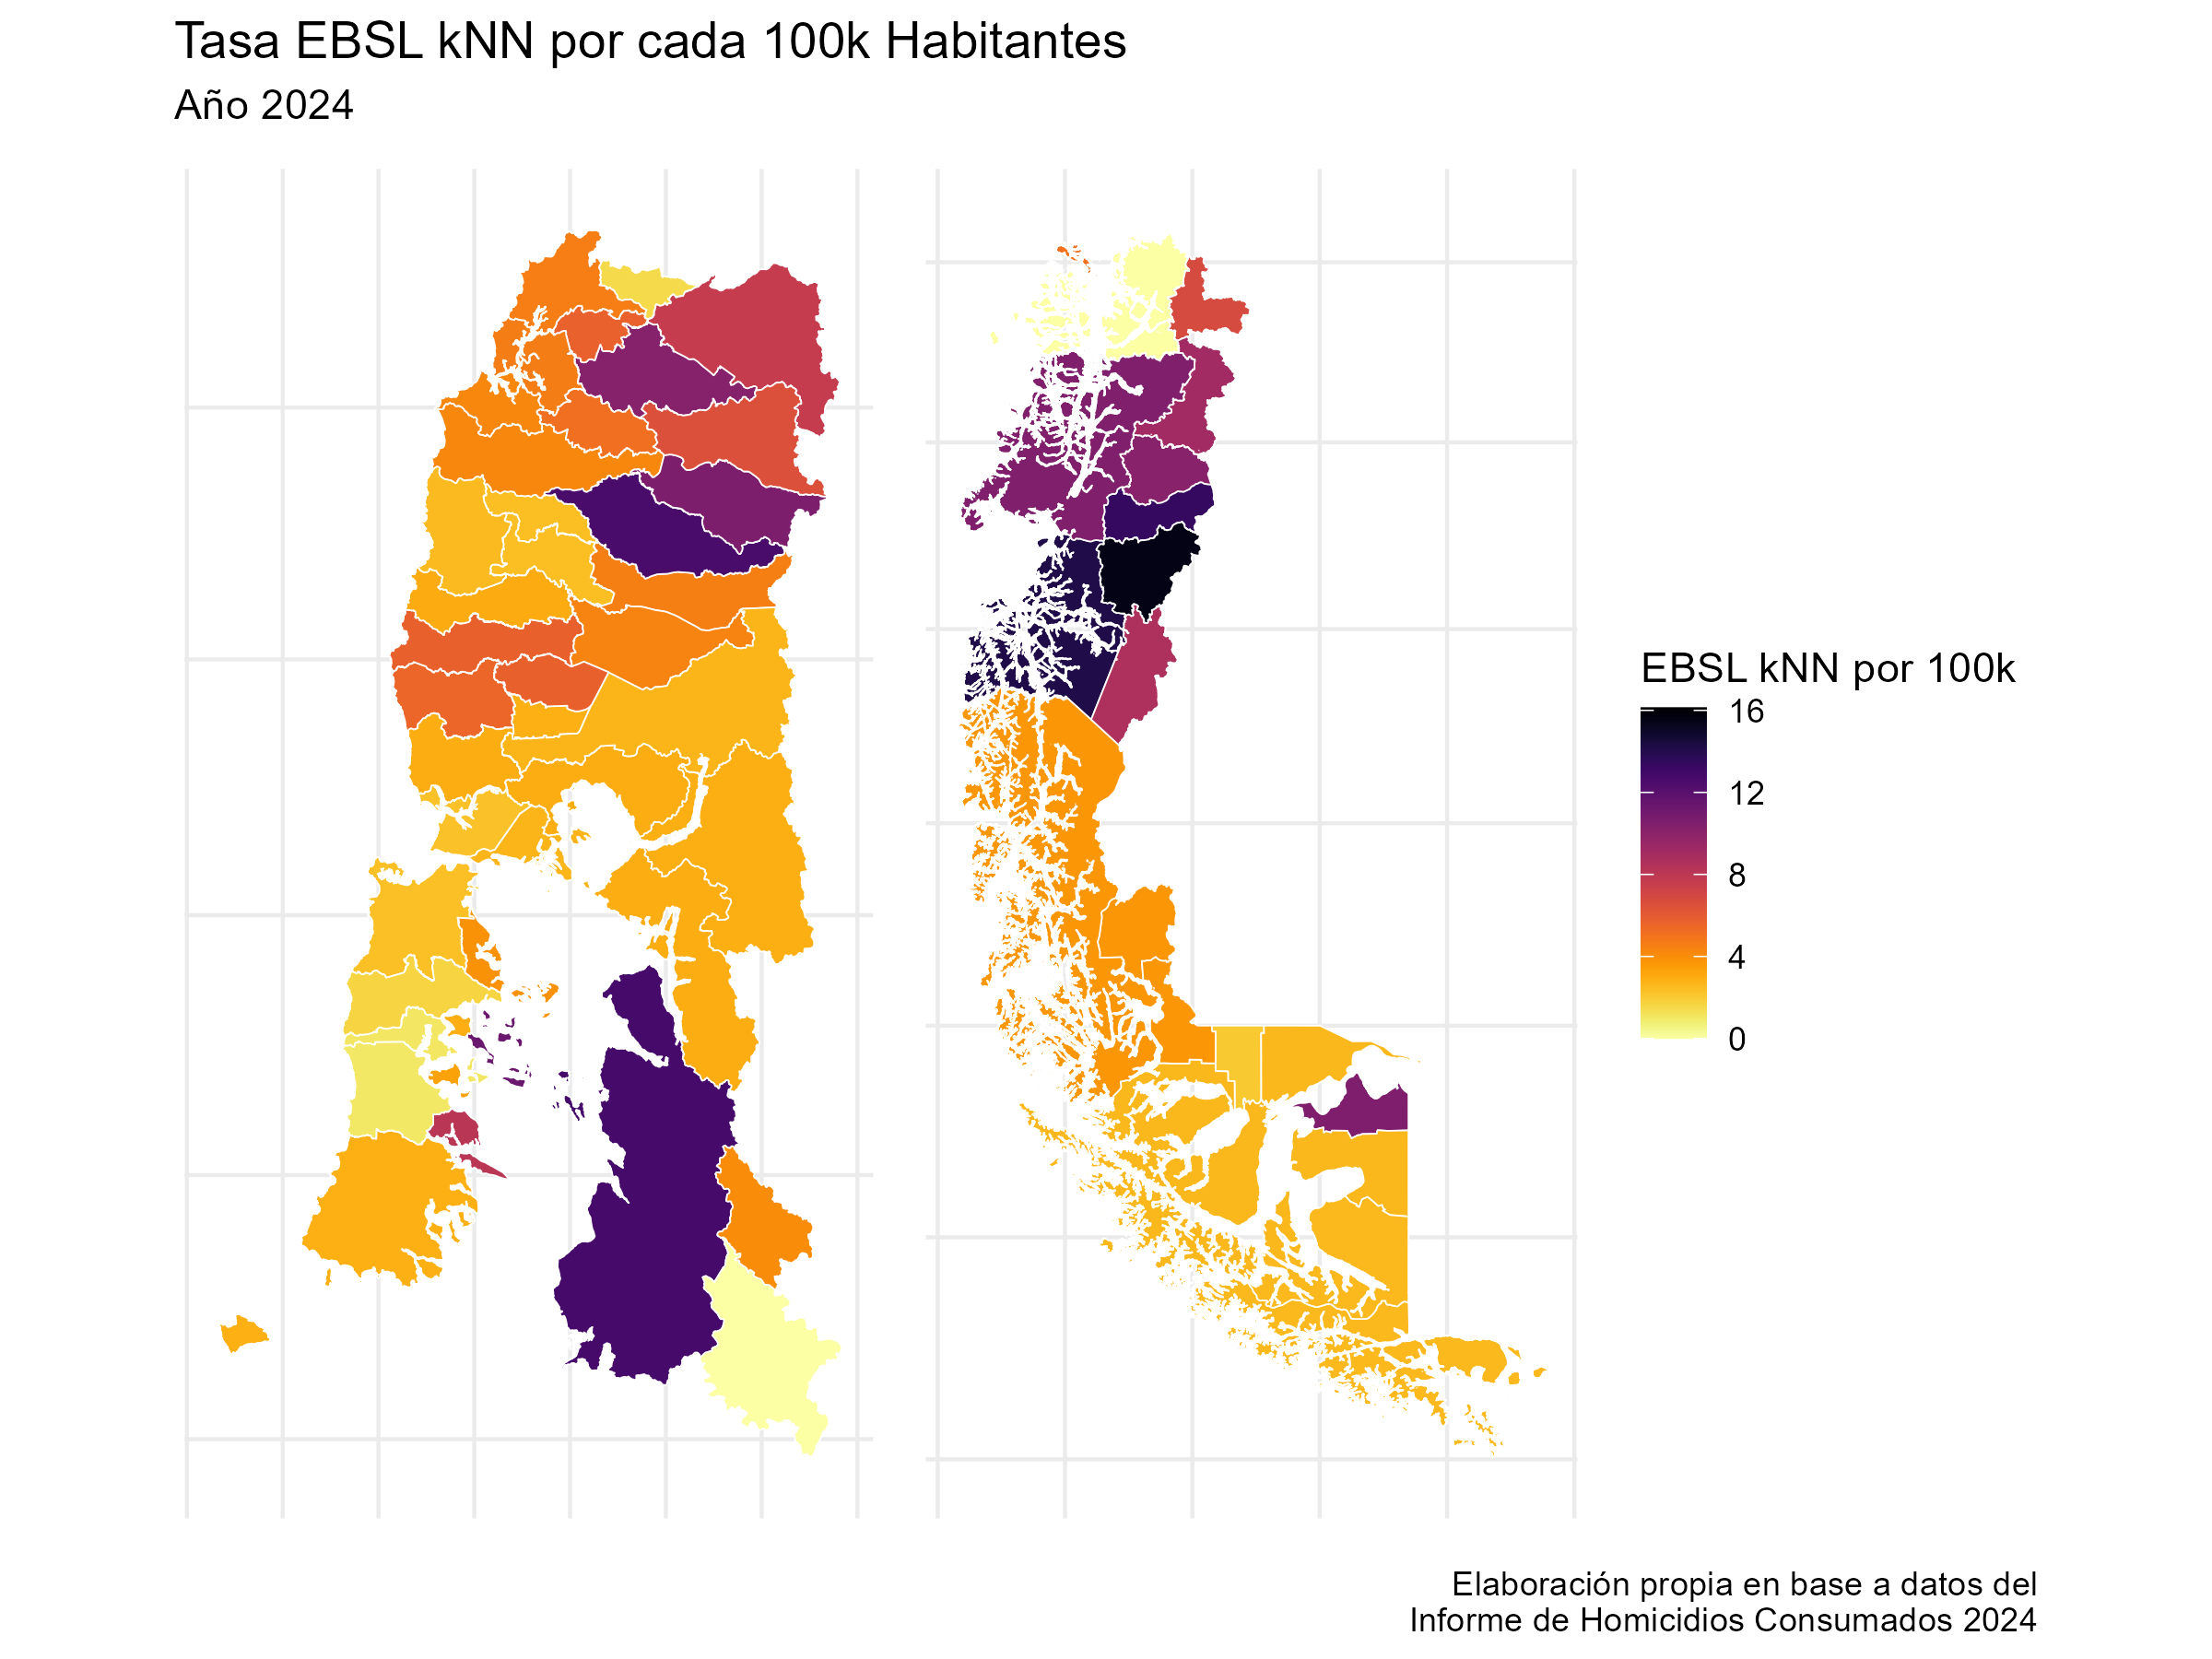 Tasa EBSL kNN por cada 100k Habitantes
Año 2024
EBSL kNN por 100k
16
12
8
4
0
Elaboración propia en base a datos del
Informe de Homicidios Consumados 2024